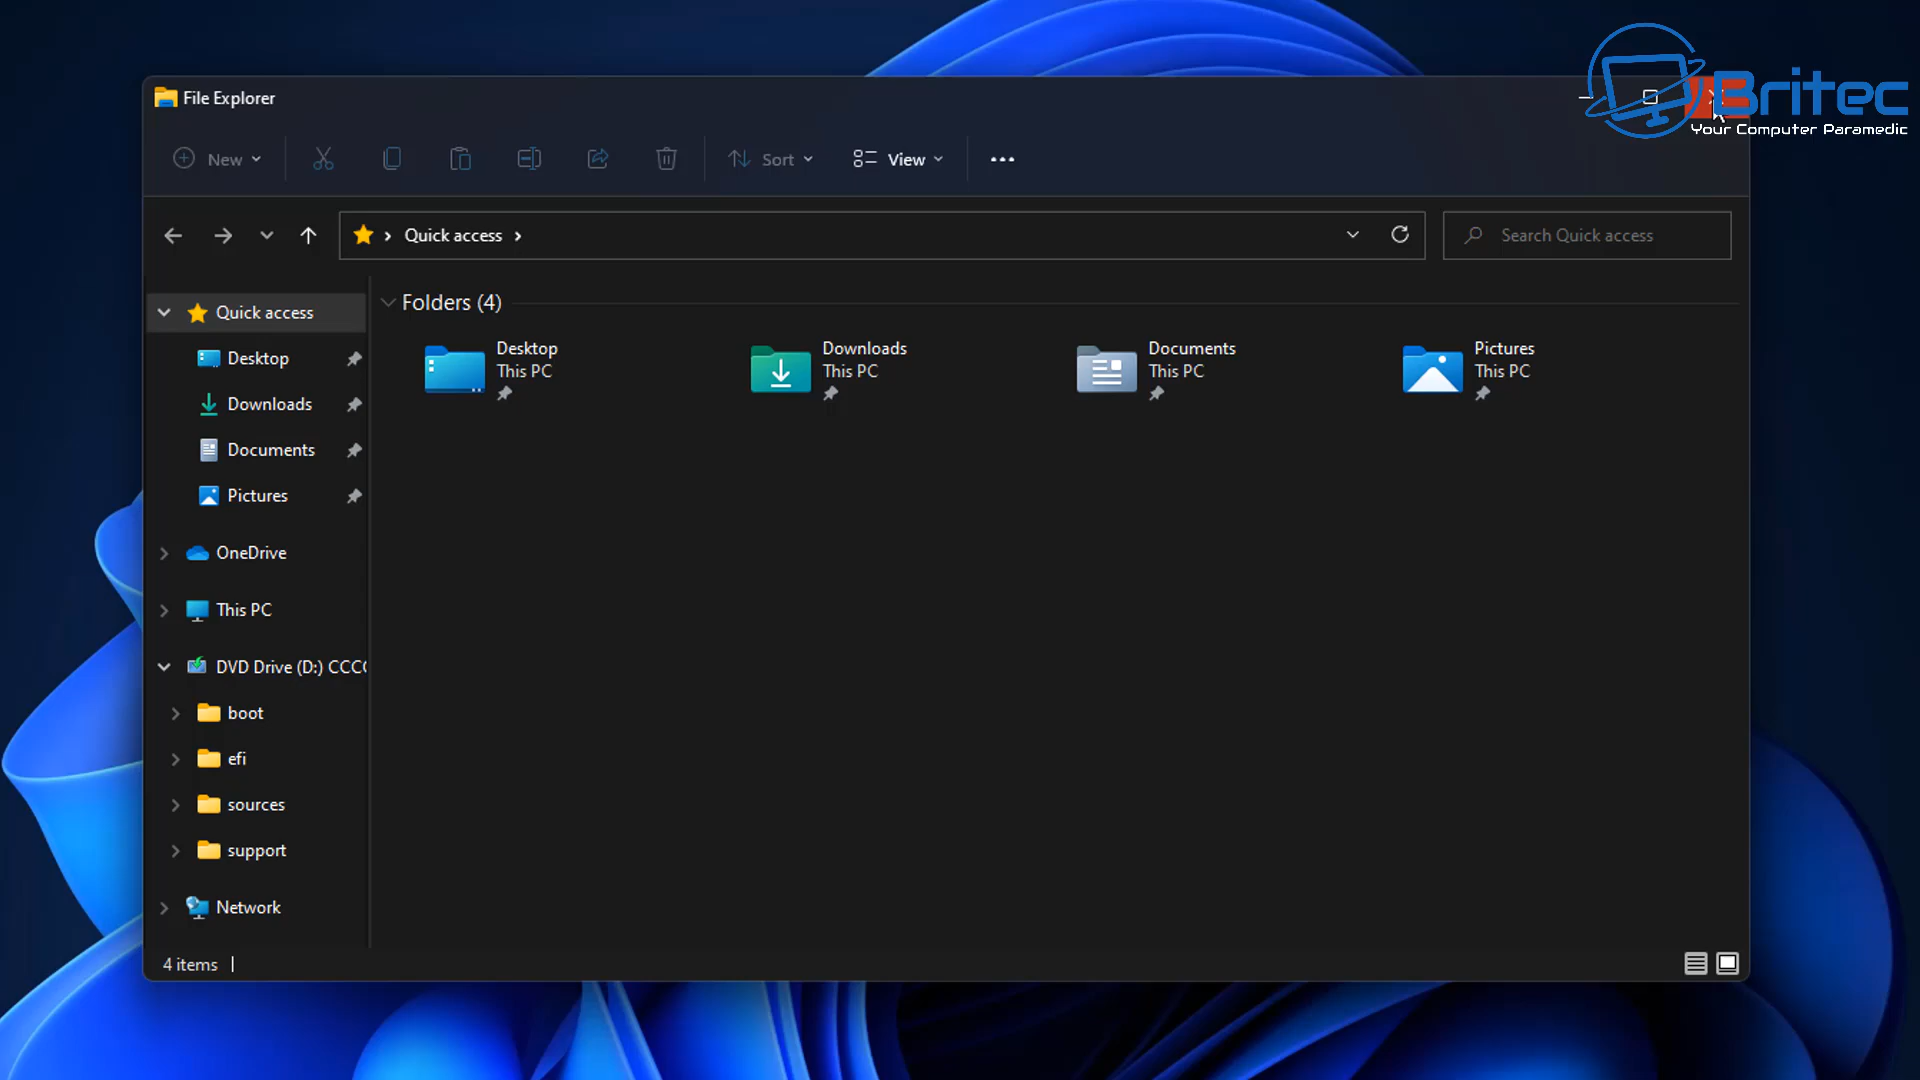 File Explorer
Britec
Your Computer Paramedic
New
Sort
View
Quick access
Search Quick access
Quick access
Desktop
Downloads
Documents
Pictures
OneDrive
This PC
DVD Drive (D:) CCC
boot
efi
sources
support
Network
Folders (4)
Desktop
This PC
Downloads
This PC
Documents
This PC
Pictures
This PC
4 items